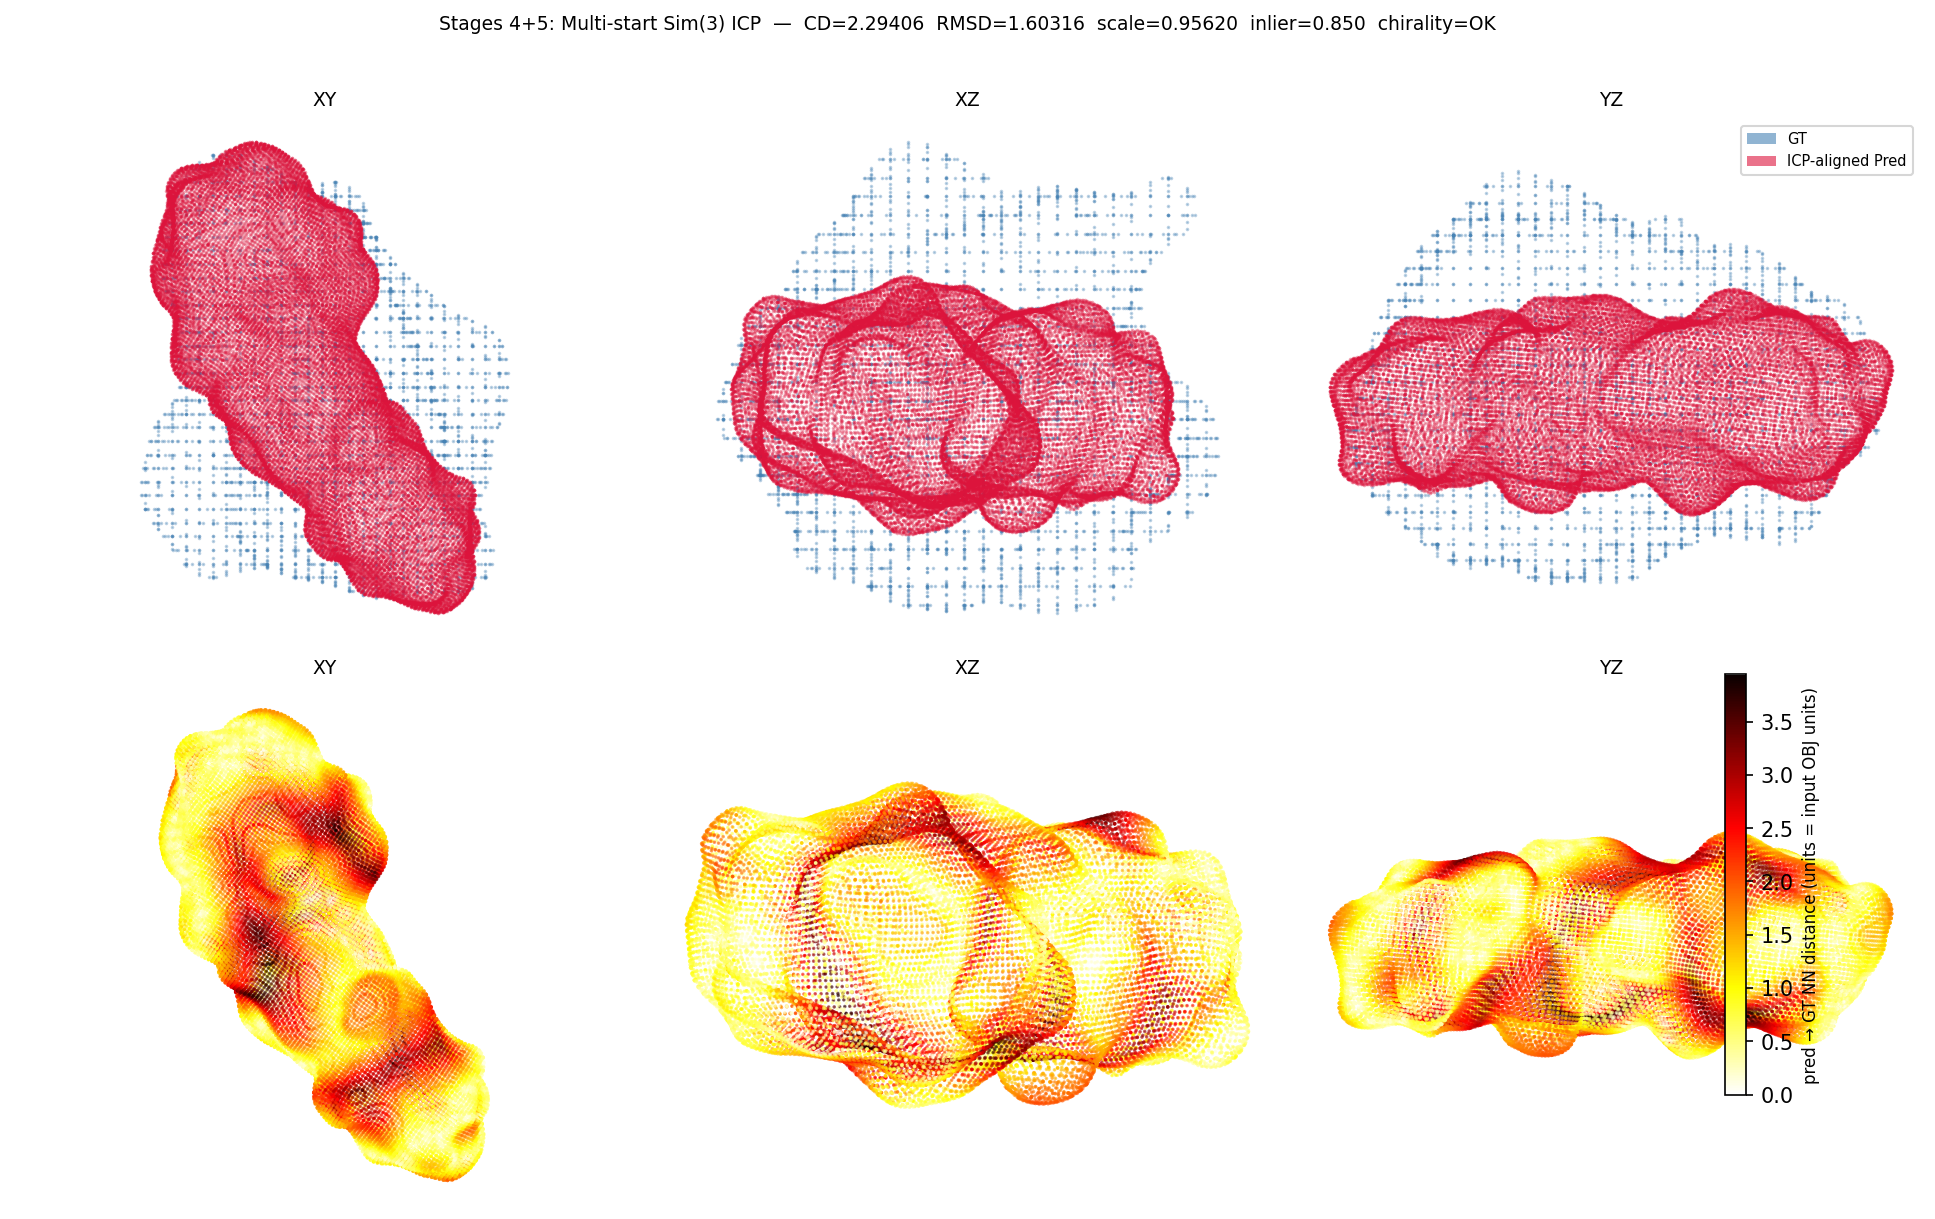 Stages 4+5: Multi-start Sim(3) ICP — CD=2.29406 RMSD=1.60316 scale=0.95620 inlier=0.850 chirality=OK
XY
XZ
YZ
GT
ICP-aligned Pred
XY
XZ
YZ
3.5
3.0
2.5
2.0
1.5
1.0
0.5
0.0
pred → GT NN distance (units = input OBJ units)